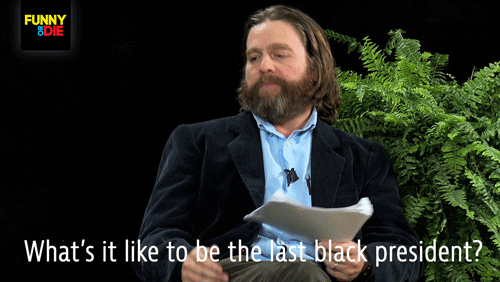 FUNNY
OR
DIE
What's it like to be the last black president?